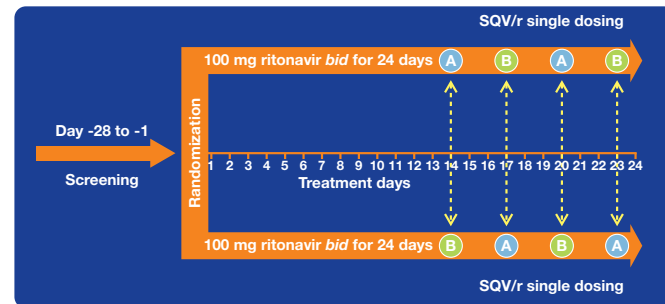 SQV/r single dosing
100 mg ritonavir bid for 24 days A B A B
Day -28 to -1
Screening
Randomization
1 2 3 4 5 6 7 8 9 10 11 12 13 14 15 16 17 18 19 20 21 22 23 24
Treatment days
100 mg ritonavir bid for 24 days B A B A
SQV/r single dosing